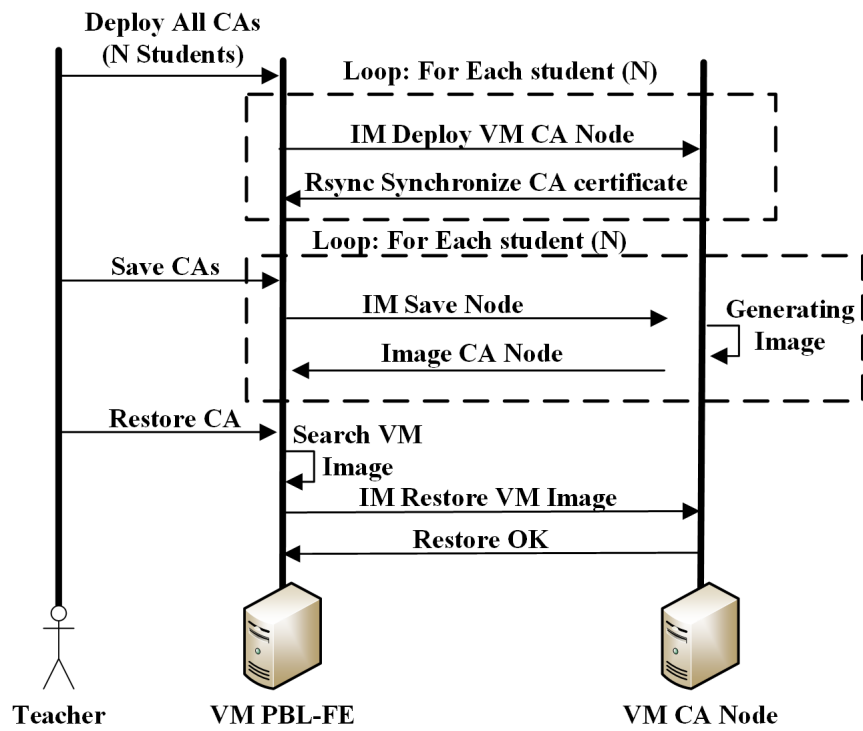 Deploy All CAs
(N Students)
Loop: For Each student (N)
IM Deploy VM CA Node
Rsync Synchronize CA certificate
Loop: For Each student (N)
Save CAs
IM Save Node
Generating
Image
Image CA Node
Restore CA
Search VM
Image
IM Restore VM Image
Restore OK
Teacher
VM PBL-FE
VM CA Node